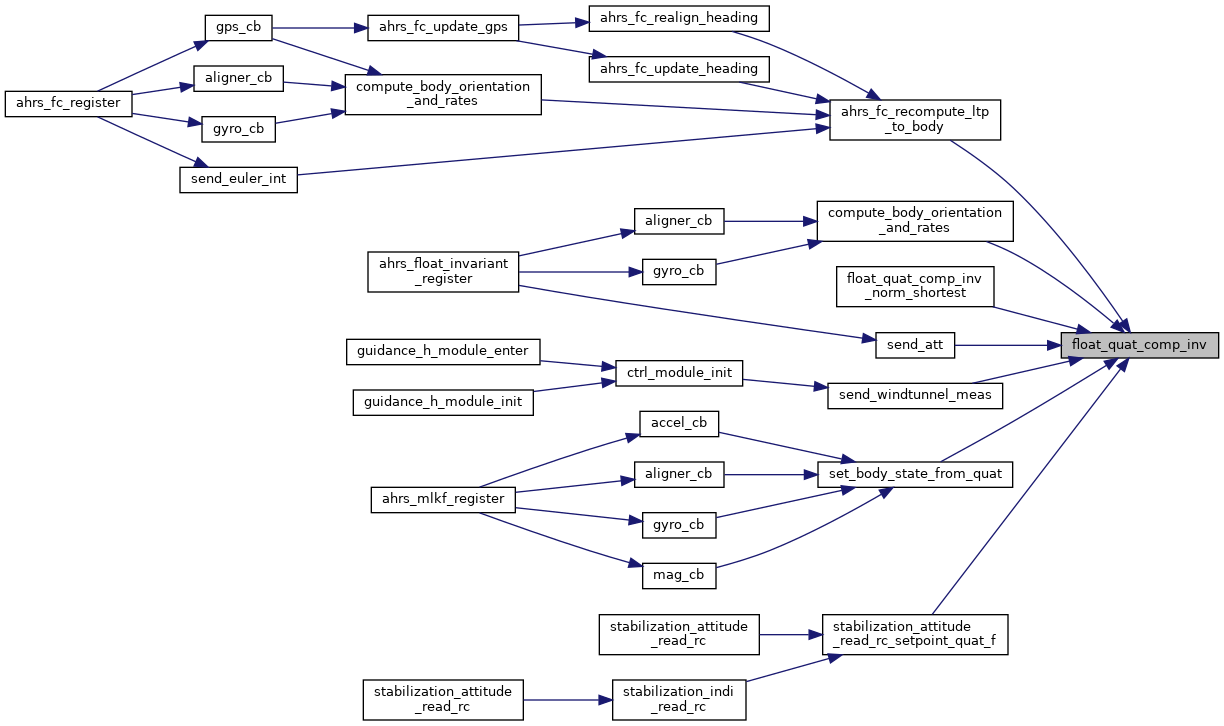 ahrs_fc_realign_heading
gps_cb
ahrs_fc_update_gps
ahrs_fc_update_heading
aligner_cb
compute_body_orientation
_and_rates
ahrs_fc_register
gyro_cb
ahrs_fc_recompute_ltp
_to_body
send_euler_int
aligner_cb
compute_body_orientation
_and_rates
ahrs_float_invariant
_register
gyro_cb
float_quat_comp_inv
_norm_shortest
send_att
float_quat_comp_inv
guidance_h_module_enter
ctrl_module_init
guidance_h_module_init
send_windtunnel_meas
accel_cb
aligner_cb
set_body_state_from_quat
ahrs_mlkf_register
gyro_cb
mag_cb
stabilization_attitude
_read_rc
stabilization_attitude
_read_rc_setpoint_quat_f
stabilization_attitude
_read_rc
stabilization_indi
_read_rc